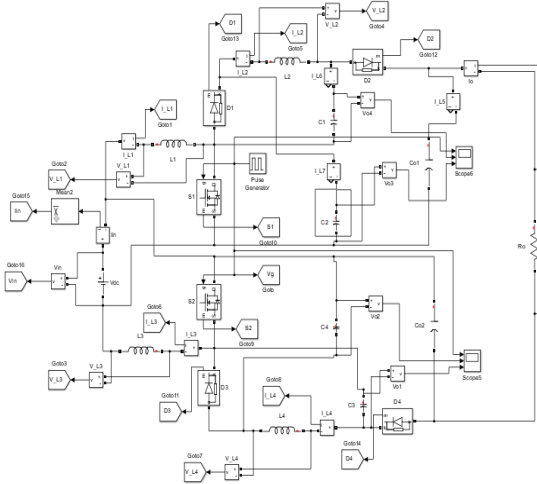 D1
Goto13
I_L2
Goto5
V_L2
V_L2
Goto4
D2
Goto12
I_L2
L2
D2
Io
I_L6
I_L5
D1
C1
Vo4
I_L1
Goto1
I_L1
L1
Goto2
V_L1
V_L1
Pulse
Generator
Scope6
Co1
Goto15
Mean2
Iin
Iin
S1
I_L7
Vo3
C2
S1
Goto10
Ro
Goto16
Vin
Vin
Vdc
Vg
Goto
S2
C4
Vo2
Co2
Goto6
I_L3
S2
Goto9
L3
I_L3
Goto3
V_L3
V_L3
Goto11
D3
D3
Goto8
I_L4
Vo1
Scope5
I_L4
C3
D4
L4
Goto7
V_L4
V_L4
Goto14
D4